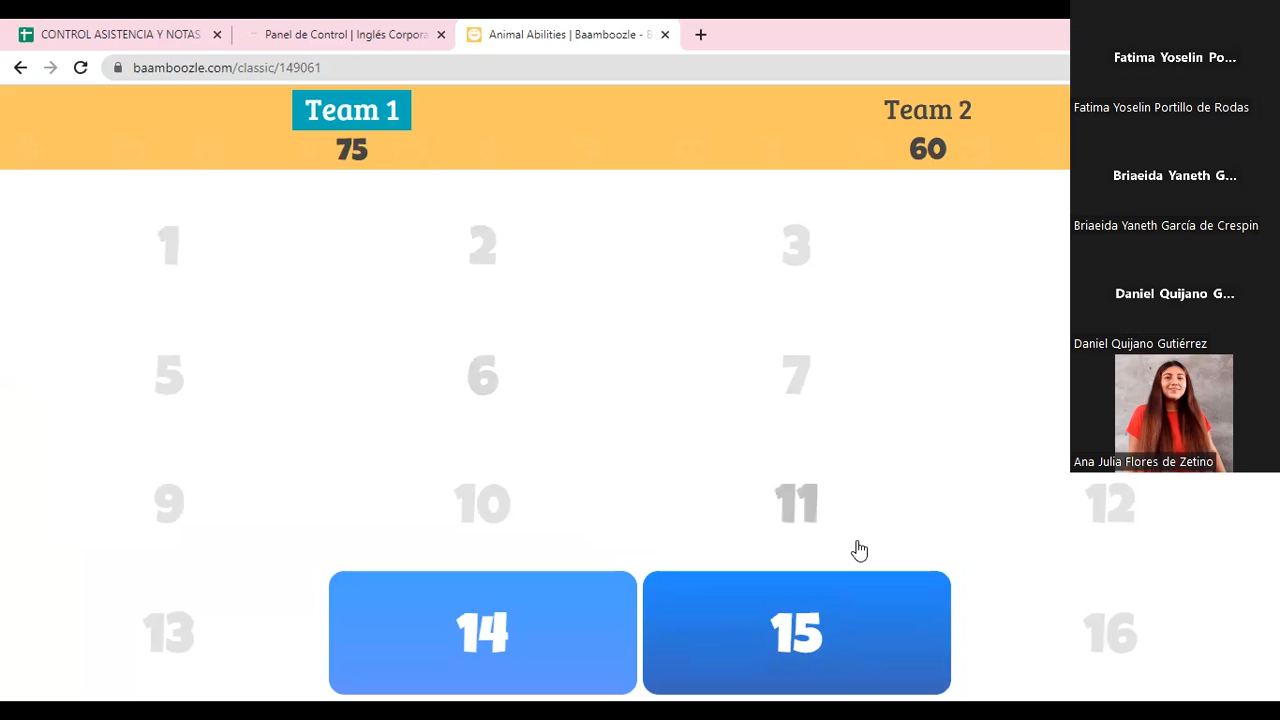 CONTROL ASISTENCIA Y NOTAS
Panel de Control | Inglés Corpora
Animal Abilities | Baamboozle - B
baamboozle.com/classic/149061
Team 1
75
Team 2
60
1
2
3
5
6
7
9
10
11
12
13
14
15
16
Fatima Yoselin Po...
Fatima Yoselin Portillo de Rodas
Briaeida Yaneth G...
Briaeida Yaneth García de Crespin
Daniel Quijano G...
Daniel Quijano Gutiérrez
Ana Julia Flores de Zetino